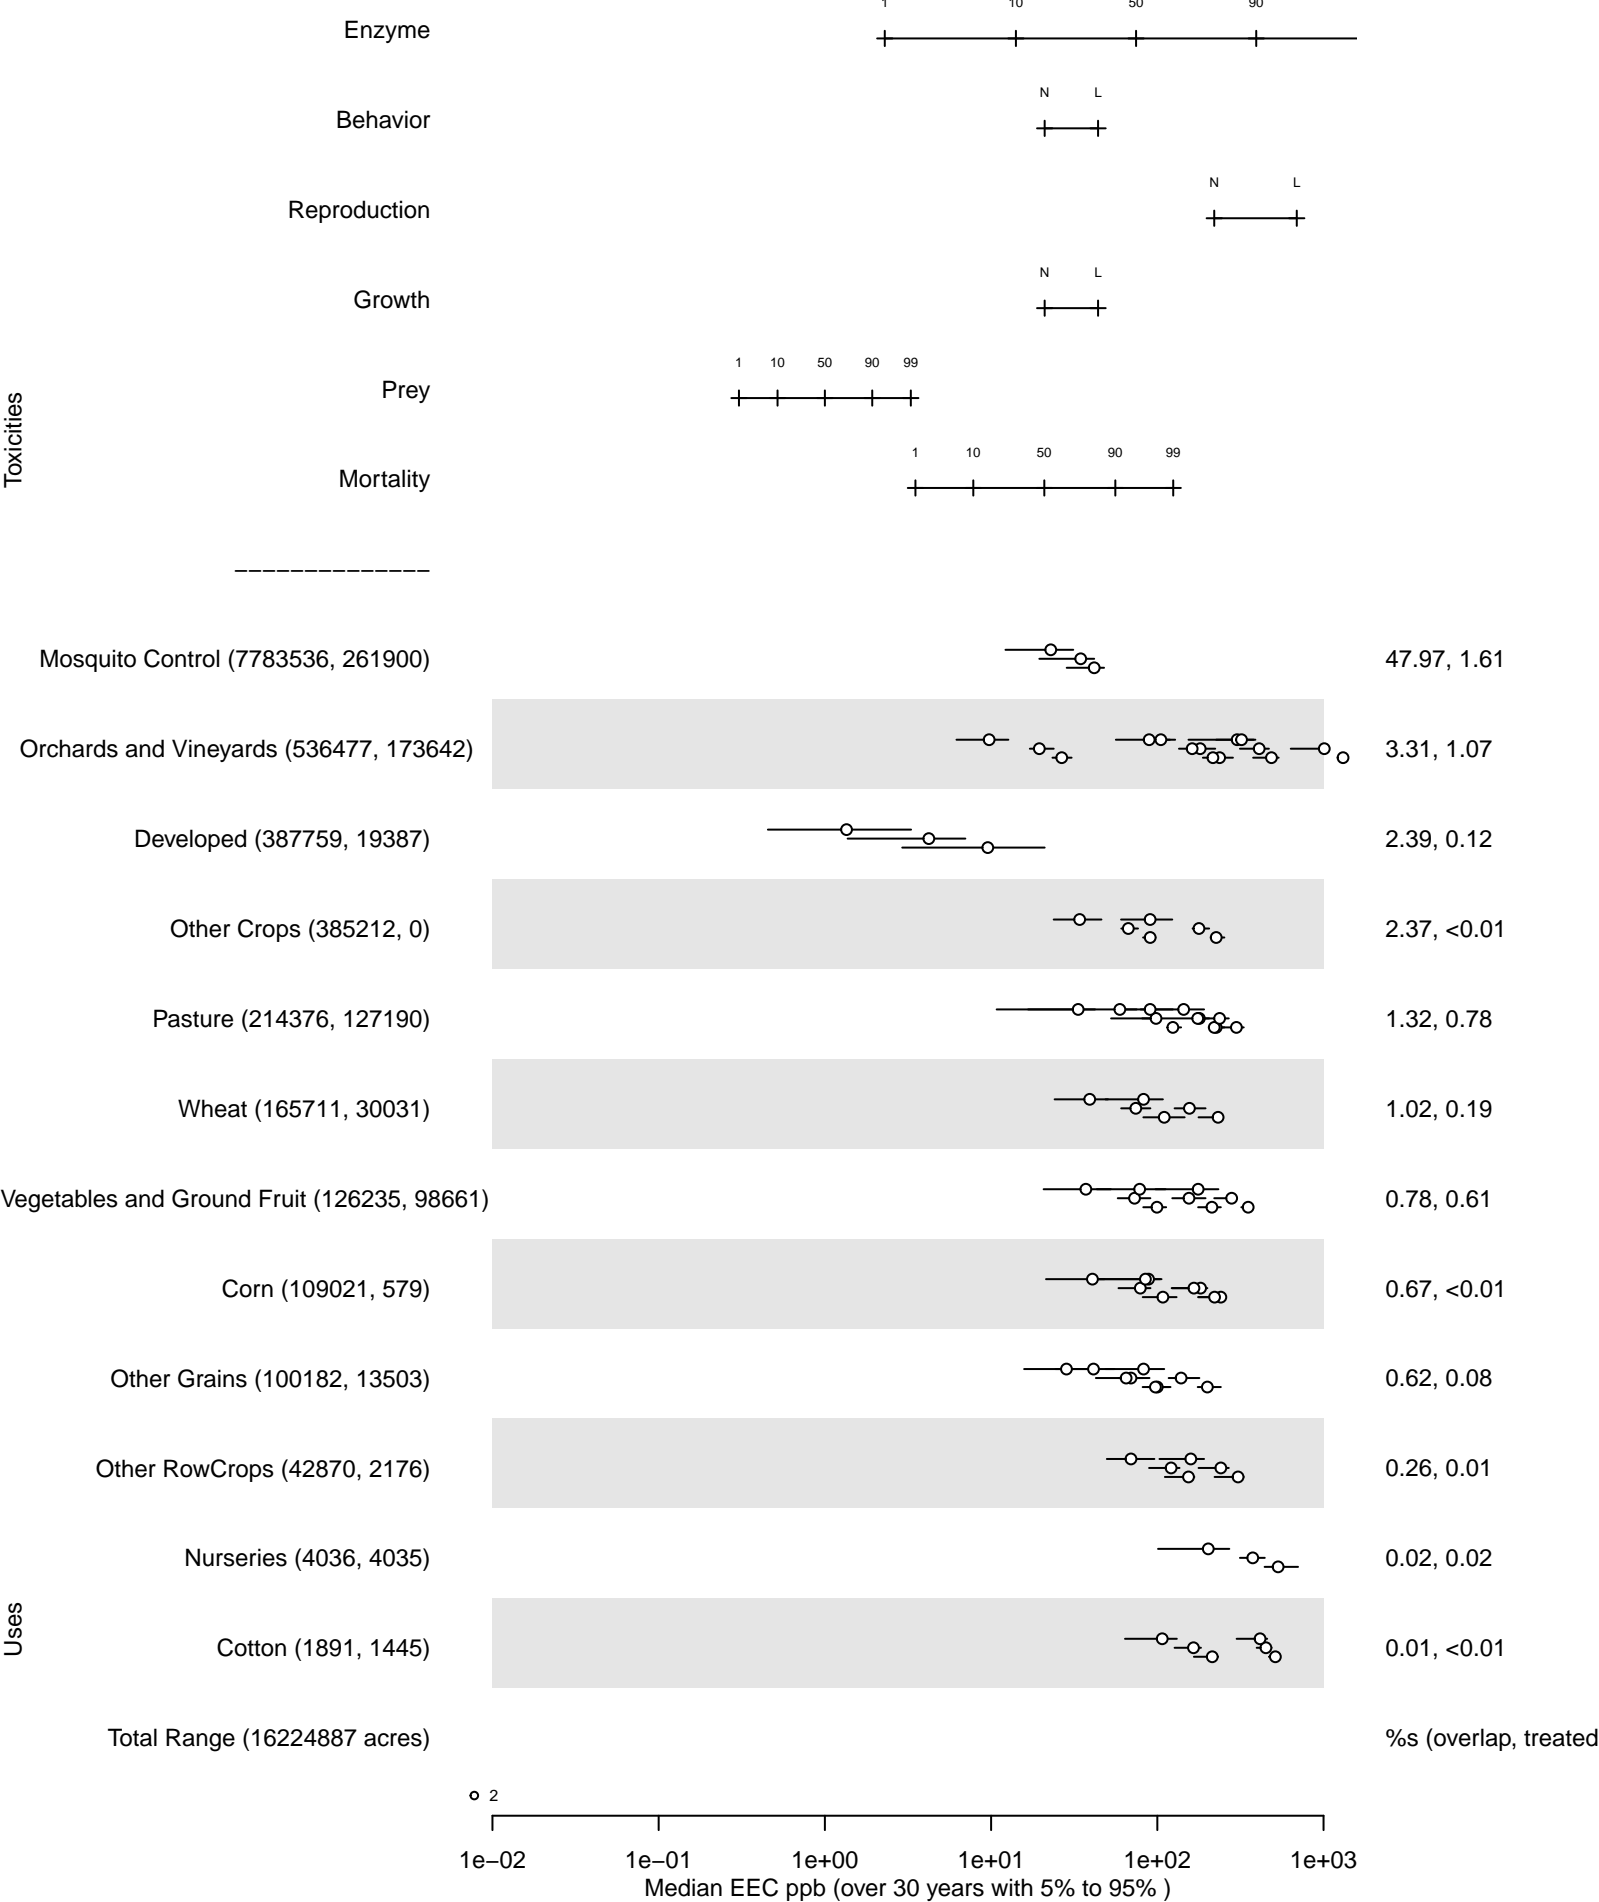 1 10 50 90
Enzyme
N L
Behavior
N L
Reproduction
N L
Growth
1 10 50 90 99
Prey
1 10 50 90 99
Mortality
Toxicities
−−−−−−−−−−−−−−
Mosquito Control (7783536, 261900) 47.97, 1.61
Orchards and Vineyards (536477, 173642) 3.31, 1.07
Developed (387759, 19387) 2.39, 0.12
Other Crops (385212, 0) 2.37, <0.01
Pasture (214376, 127190) 1.32, 0.78
Wheat (165711, 30031) 1.02, 0.19
Vegetables and Ground Fruit (126235, 98661) 0.78, 0.61
Corn (109021, 579) 0.67, <0.01
Other Grains (100182, 13503) 0.62, 0.08
Other RowCrops (42870, 2176) 0.26, 0.01
Nurseries (4036, 4035) 0.02, 0.02
Uses
Cotton (1891, 1445) 0.01, <0.01
Total Range (16224887 acres) %s (overlap, treated
2
1e−02 1e−01 1e+00 1e+01 1e+02 1e+03
Median EEC ppb (over 30 years with 5% to 95% )